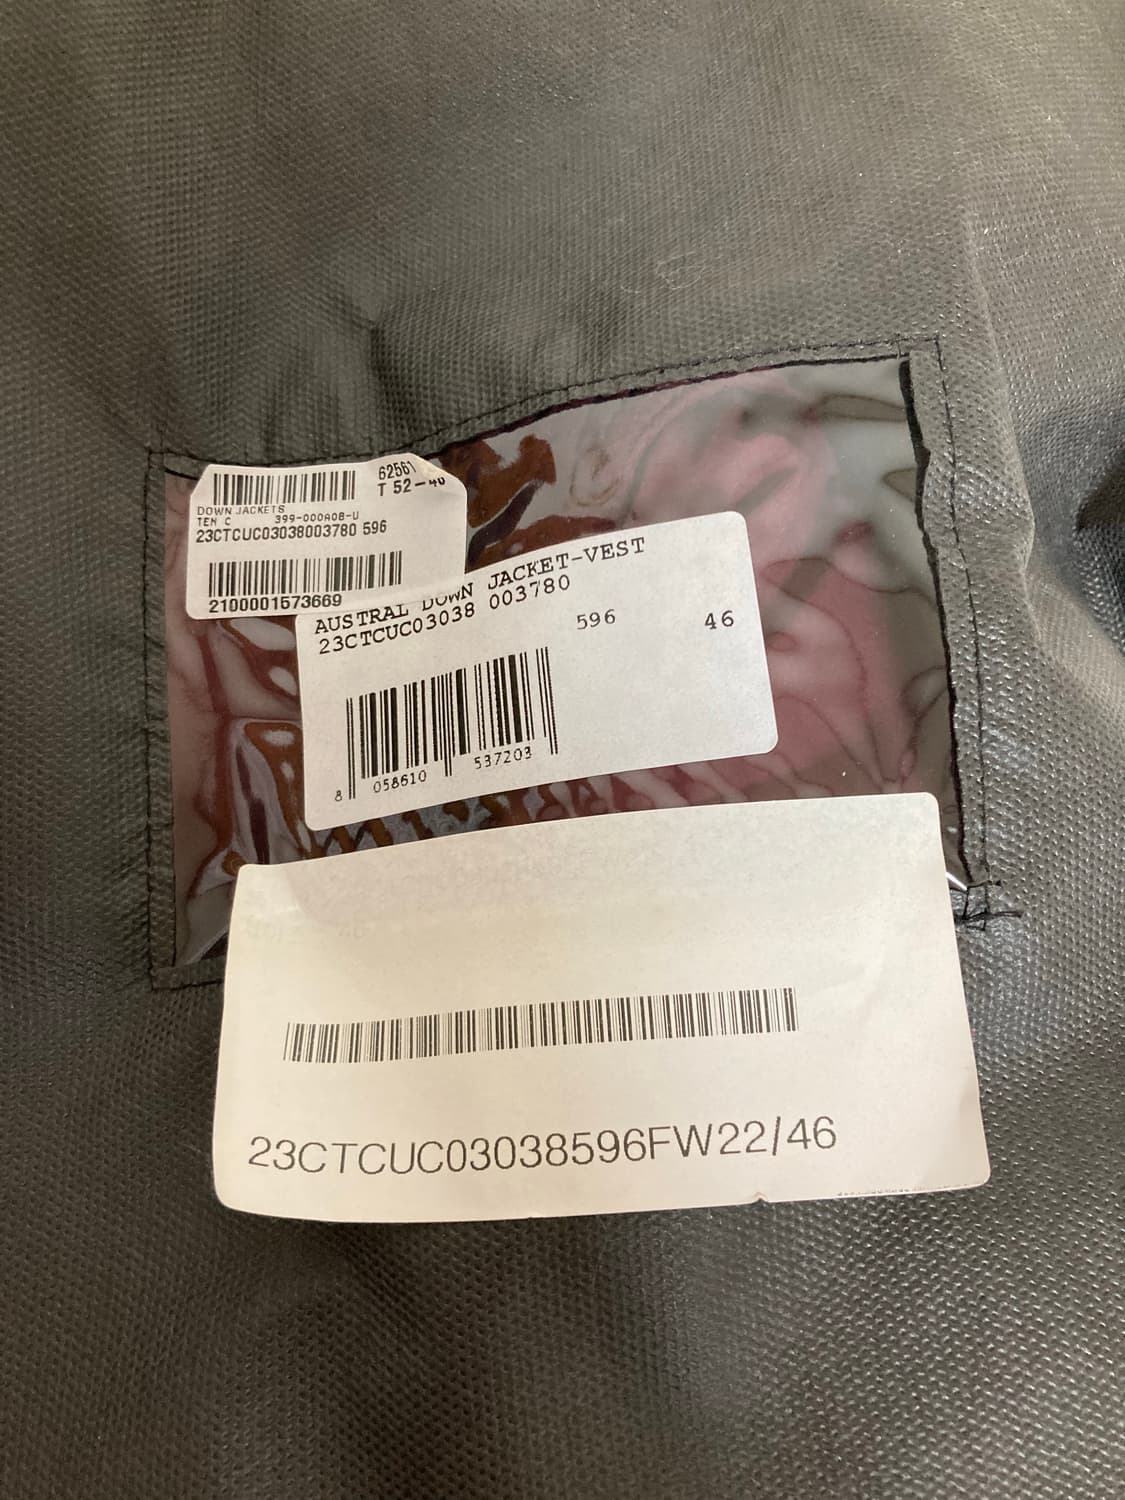 62561
T 52-40
DOWN JACKETS
TEN C 399-000A08-U
23CTCUC03038003780 596
2100001573669
AUSTRAL DOWN JACKET-VEST
23CTCUC03038 003780
596 46
8 058610 537203
23CTCUC03038596FW22/46